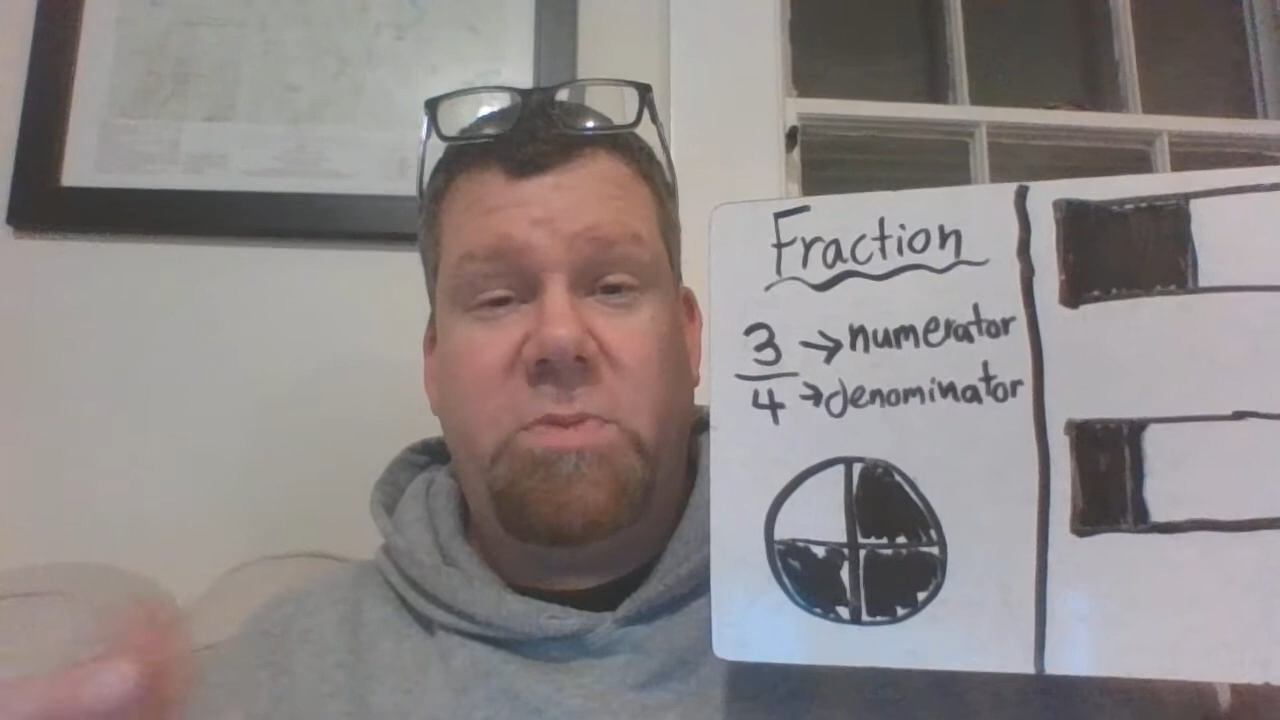 Fraction
3 → numerator
4 → denominator